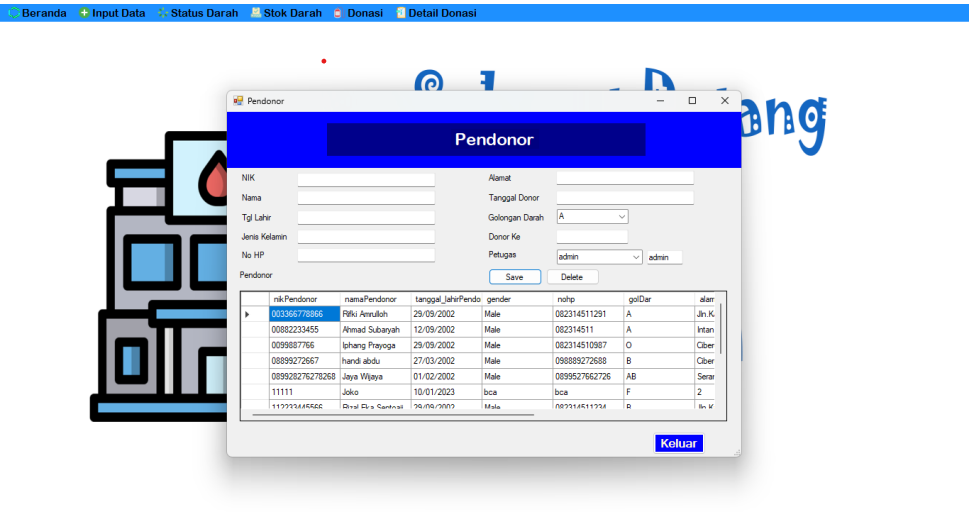 Beranda Input Data Status Darah Stok Darah Donasi Detail Donasi
ang
Pendonor
Pendonor
NIK
Nama
Tgl Lahir
Jenis Kelamin
No HP
Pendonor
Alamat
Tanggal Donor
Golongan Darah A
Donor Ke
Petugas admin admin
Save Delete
nikPendonor namaPendonor tanggal_lahirPendo gender nohp golDar alam
003366778866 Rifki Amrulloh 29/09/2002 Male 082314511291 A Jln.K
00882233455 Ahmad Subaryah 12/09/2002 Male 082314511 A Intan
0099887766 Iphang Prayoga 29/09/2002 Male 082314510987 O Ciber
08899272667 handi abdu 27/03/2002 Male 098889272688 B Ciber
089928276278268 Jaya Wijaya 01/02/2002 Male 0899527662726 AB Serar
11111 Joko 10/01/2023 bca bca F 2
112233445566 Rizal Eka Septoaji 29/09/2002 Male 082314511234 B Jln.K
Keluar